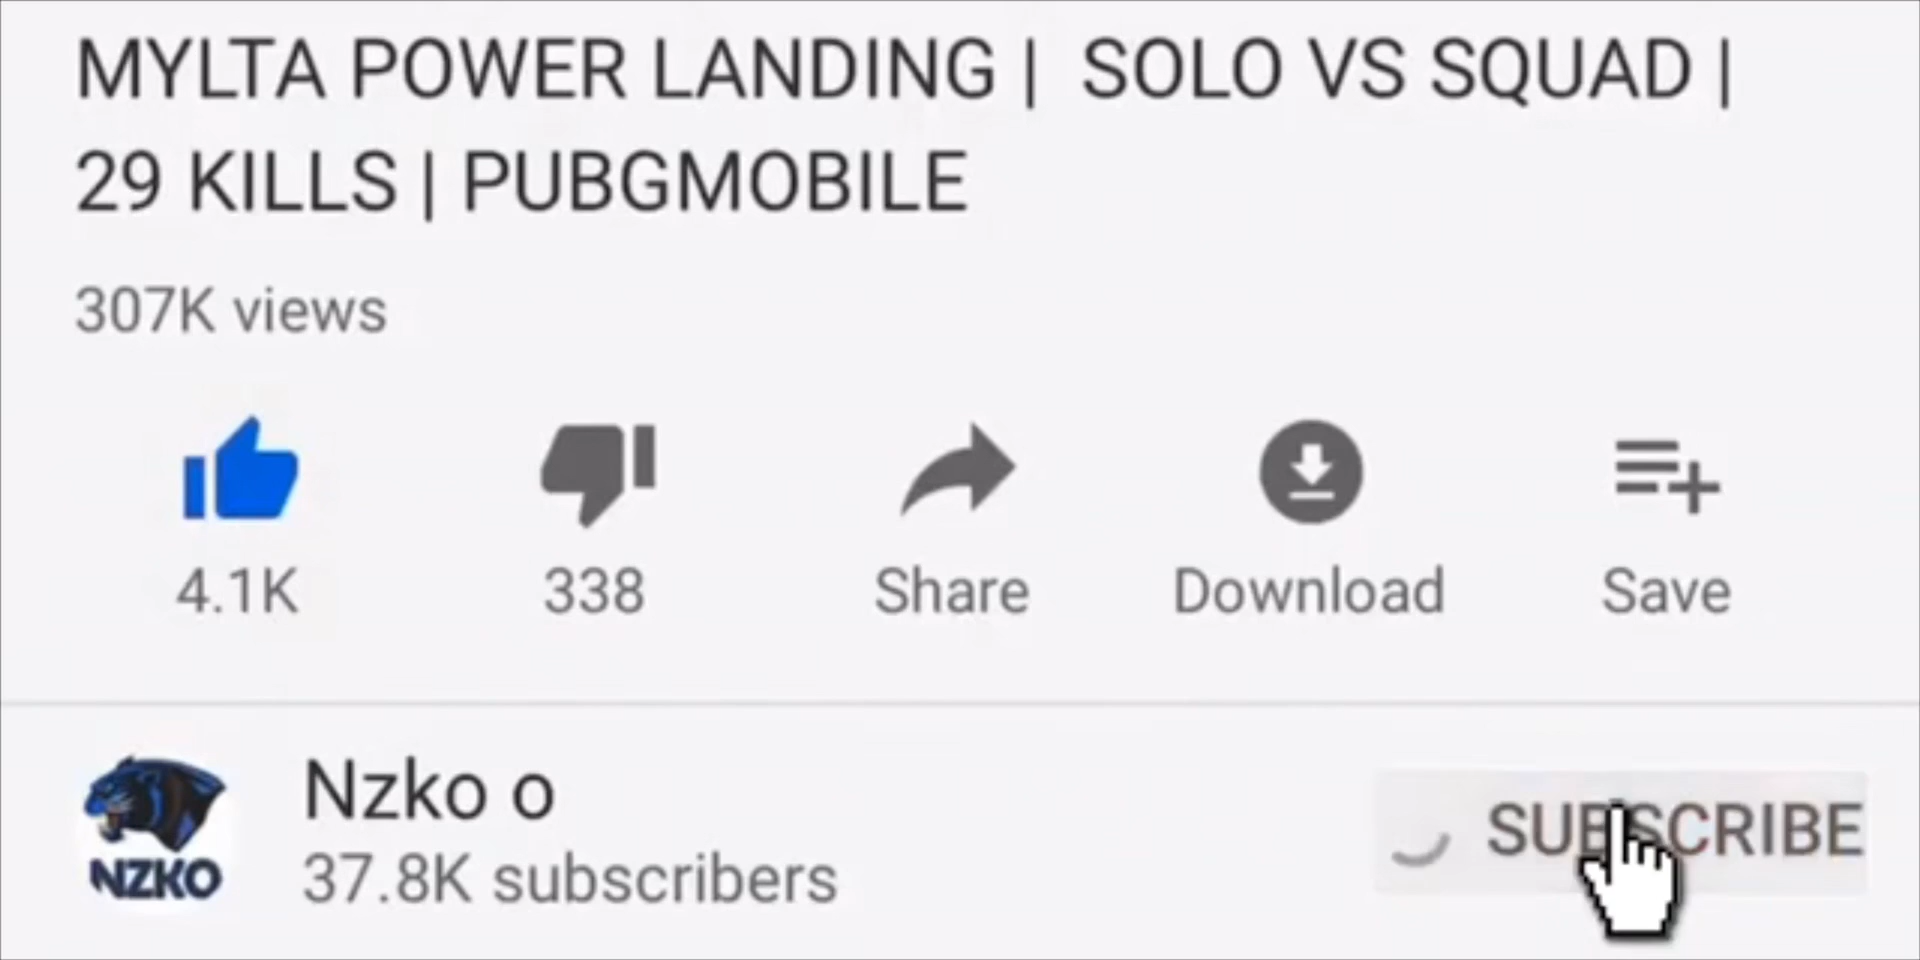 MYLTA POWER LANDING | SOLO VS SQUAD |
29 KILLS | PUBGMOBILE
307K views
4.1K 338 Share Download Save
Nzko o
NZKO
37.8K subscribers
SUBSCRIBE